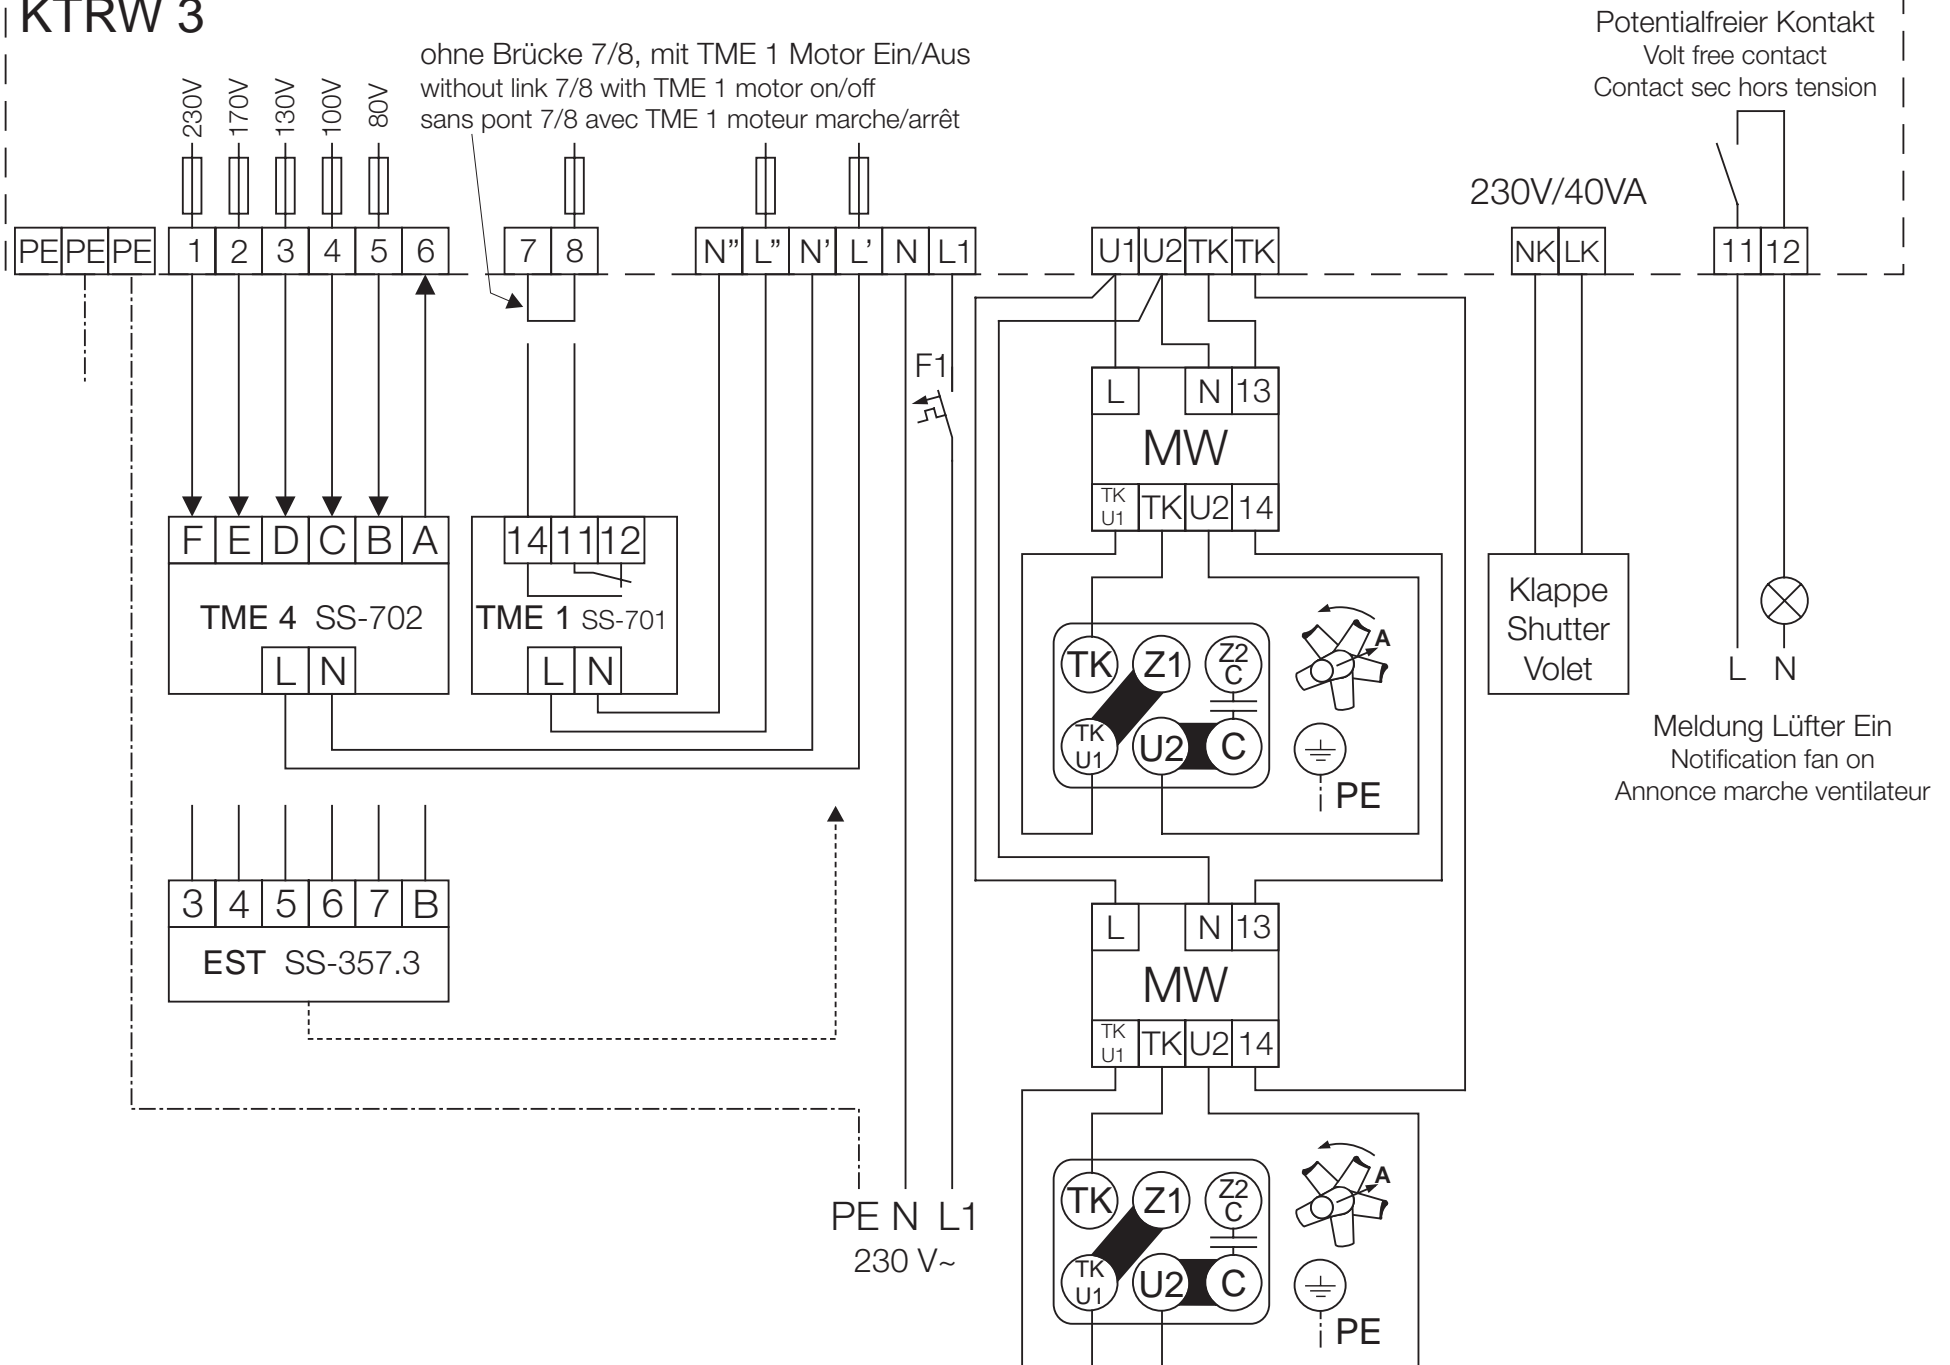 KTRW 3
ohne Brücke 7/8, mit TME 1 Motor Ein/Aus
without link 7/8 with TME 1 motor on/off
sans pont 7/8 avec TME 1 moteur marche/arrêt
Potentialfreier Kontakt
Volt free contact
Contact sec hors tension
230V 170V 130V 100V 80V
230V/40VA
PE PE PE 1 2 3 4 5 6 7 8 N” L” N’ L’ N L1 U1 U2 TK TK NK LK 11 12
F1
L N 13
MW
TK U1 TK U2 14
F E D C B A
TME 4 SS-702
L N
14 11 12
TME 1 SS-701
L N
TK Z1 Z2 C
TK U1 U2 C
A
PE
Klappe
Shutter
Volet
L N
Meldung Lüfter Ein
Notification fan on
Annonce marche ventilateur
3 4 5 6 7 B
EST SS-357.3
L N 13
MW
TK U1 TK U2 14
TK Z1 Z2 C
TK U1 U2 C
A
PE
PE N L1
230 V~